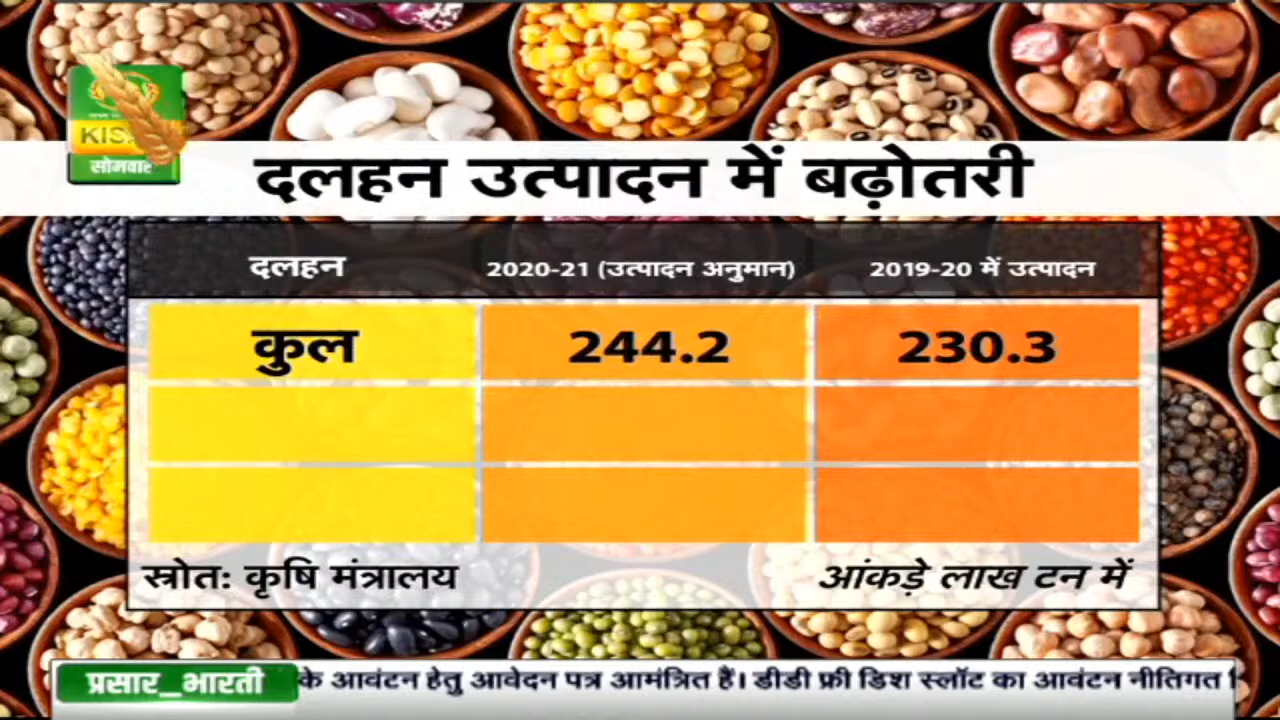 सोमवार
दलहन उत्पादन में बढ़ोतरी
दलहन 2020-21 (उत्पादन अनुमान) 2019-20 में उत्पादन
कुल 244.2 230.3
स्रोत: कृषि मंत्रालय आंकड़े लाख टन में
प्रसार_भारती के आवंटन हेतु आवेदन पत्र आमंत्रित हैं। डीडी फ्री डिश स्लॉट का आवंटन नीतिगत